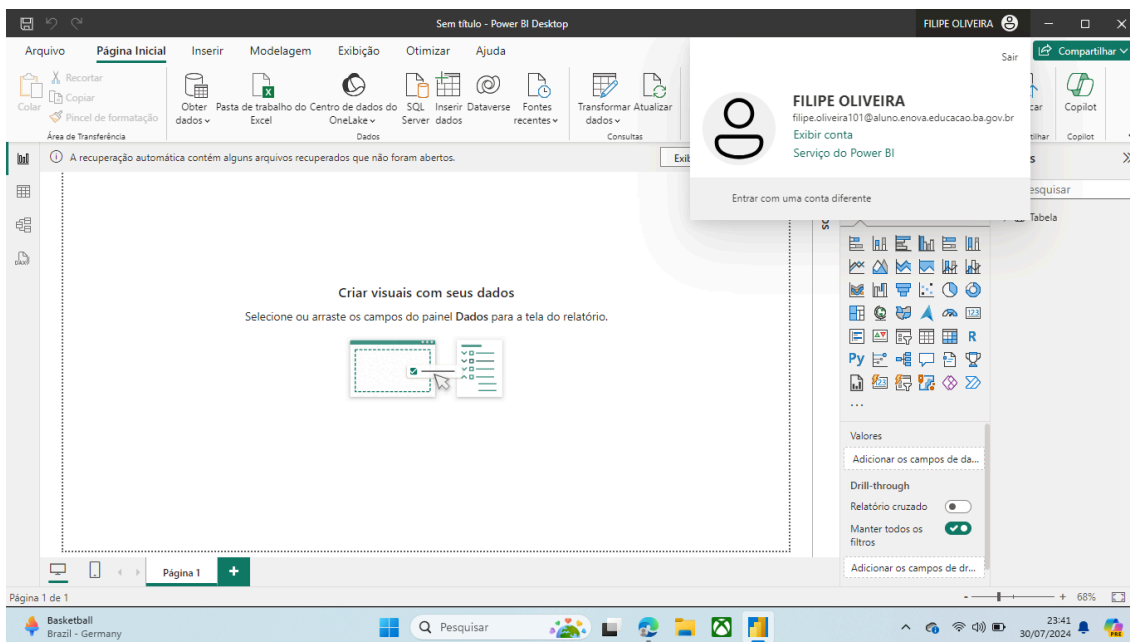 Sem título - Power BI Desktop
FILIPE OLIVEIRA
Arquivo Página Inicial Inserir Modelagem Exibição Otimizar Ajuda
Compartilhar
Sair
Colar
Recortar
Copiar
Pincel de formatação
Área de Transferência
Obter dados
Pasta de trabalho do Excel
Centro de dados do OneLake
SQL Server
Inserir dados
Dataverse
Fontes recentes
Dados
Transformar dados
Atualizar
Consultas
Copilot
Copilot
FILIPE OLIVEIRA
filipe.oliveira101@aluno.enova.educacao.ba.gov.br
Exibir conta
Serviço do Power BI
Entrar com uma conta diferente
A recuperação automática contém alguns arquivos recuperados que não foram abertos.
Tabela
Criar visuais com seus dados
Selecione ou arraste os campos do painel Dados para a tela do relatório.
123
R
Py
123
...
Valores
Adicionar os campos de da...
Drill-through
Relatório cruzado
Manter todos os
filtros
Adicionar os campos de dr...
Página 1
+
Página 1 de 1
- + 68%
Basketball
Brazil - Germany
Pesquisar
23:41
30/07/2024
PRE